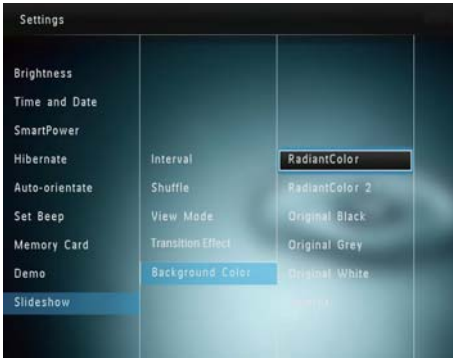 Settings
Brightness
Time and Date
SmartPower
Hibernate
Auto-orientate
Set Beep
Memory Card
Demo
Slideshow
Interval
Shuffle
View Mode
Transition Effect
Background Color
RadiantColor
RadiantColor 2
Original Black
Original Grey
Original White